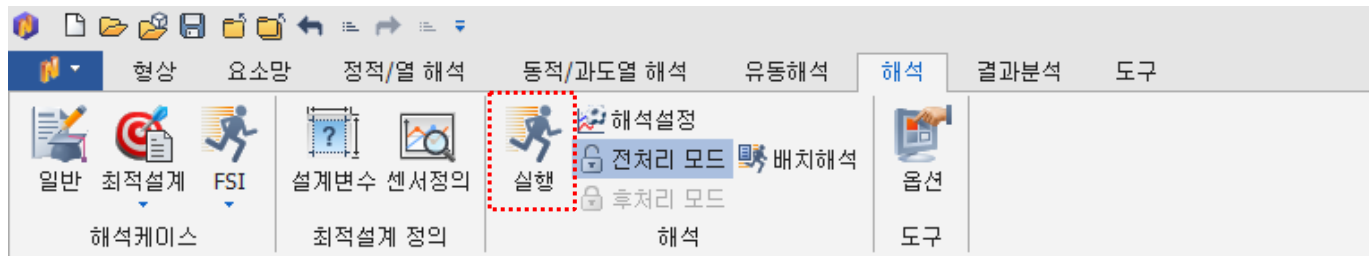 형상 요소망 정적/열 해석 동적/과도열 해석 유동해석 해석 결과분석 도구
일반 최적설계 FSI
해석케이스
설계변수 센서정의
최적설계 정의
실행
해석설정
전처리 모드
후처리 모드
배치해석
해석
옵션
도구